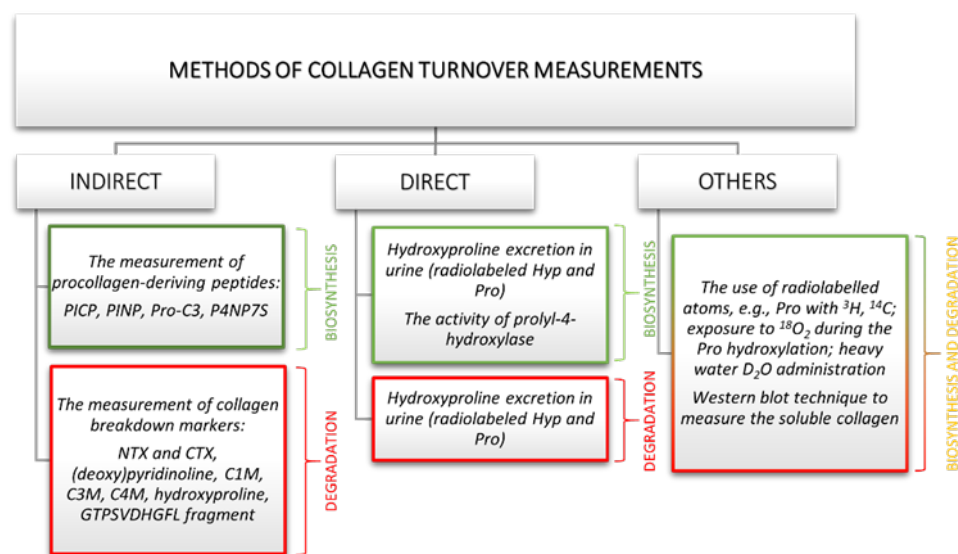 METHODS OF COLLAGEN TURNOVER MEASUREMENTS
INDIRECT
The measurement of
procollagen-deriving peptides:
PICP, PINP, Pro-C3, P4NP7S
BIOSYNTHESIS
The measurement of collagen
breakdown markers:
NTX and CTX,
(deoxy)pyridinoline, C1M,
C3M, C4M, hydroxyproline,
GTPSVDHGFL fragment
DEGRADATION
DIRECT
Hydroxyproline excretion in
urine (radiolabeled Hyp and
Pro)
The activity of prolyl-4-
hydroxylase
BIOSYNTHESIS
Hydroxyproline excretion in
urine (radiolabeled Hyp and
Pro)
DEGRADATION
OTHERS
The use of radiolabelled
atoms, e.g., Pro with ³H, ¹⁴C;
exposure to ¹⁸O₂ during the
Pro hydroxylation; heavy
water D₂O administration
Western blot technique to
measure the soluble collagen
BIOSYNTHESIS AND DEGRADATION